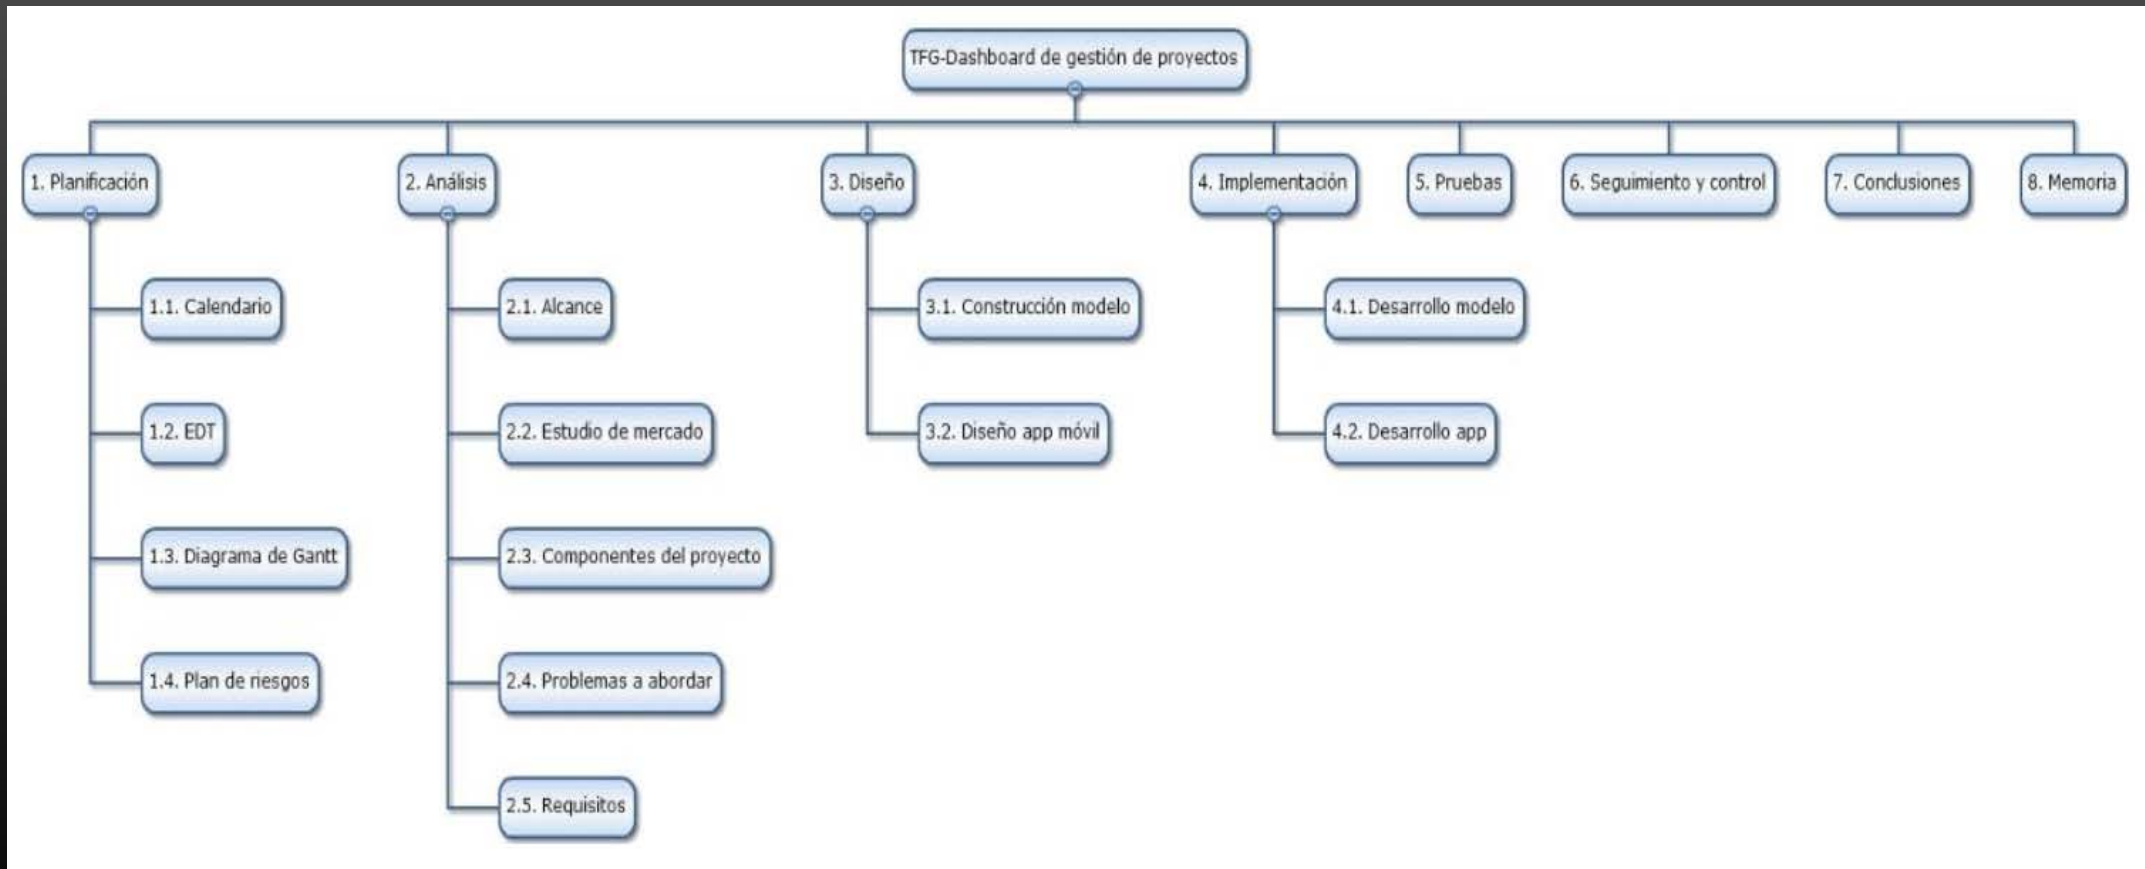 TFG-Dashboard de gestión de proyectos
1. Planificación
2. Análisis
3. Diseño
4. Implementación
5. Pruebas
6. Seguimiento y control
7. Conclusiones
8. Memoria
1.1. Calendario
2.1. Alcance
3.1. Construcción modelo
4.1. Desarrollo modelo
1.2. EDT
2.2. Estudio de mercado
3.2. Diseño app móvil
4.2. Desarrollo app
1.3. Diagrama de Gantt
2.3. Componentes del proyecto
1.4. Plan de riesgos
2.4. Problemas a abordar
2.5. Requisitos